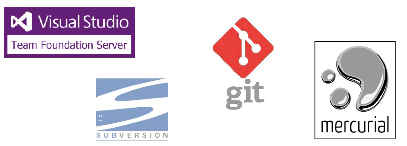 Visual Studio
Team Foundation Server
git
SUBVERSION
mercurial